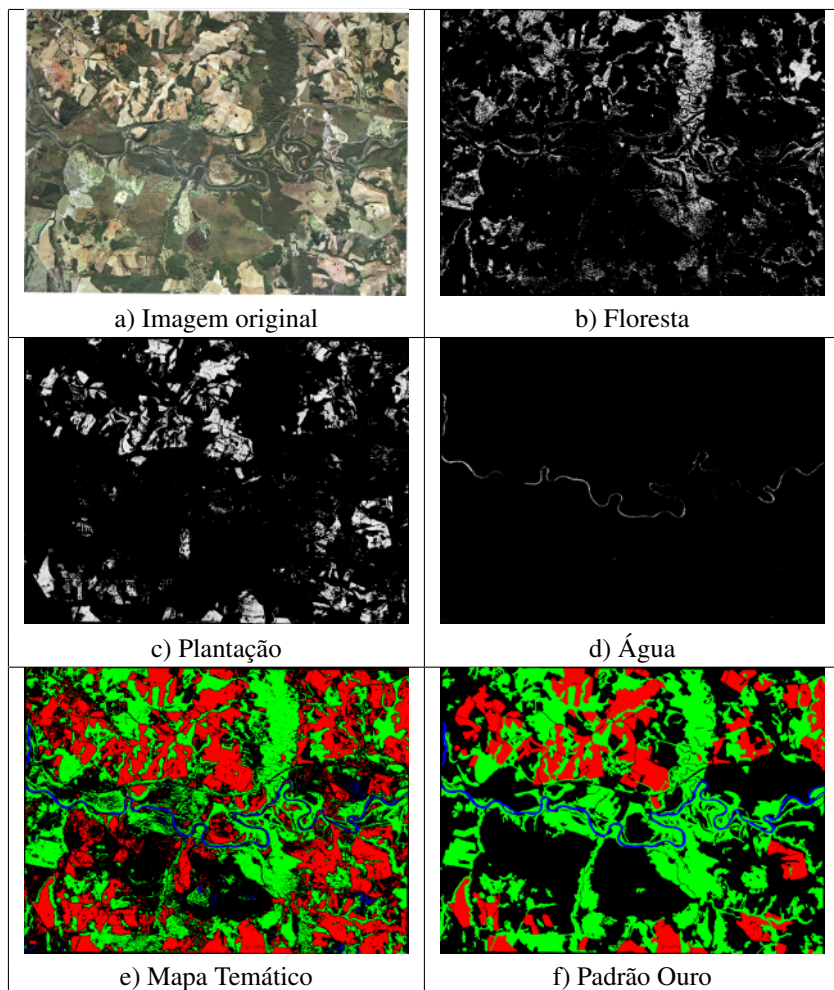 a) Imagem original
b) Floresta
c) Plantação
d) Água
e) Mapa Temático
f) Padrão Ouro